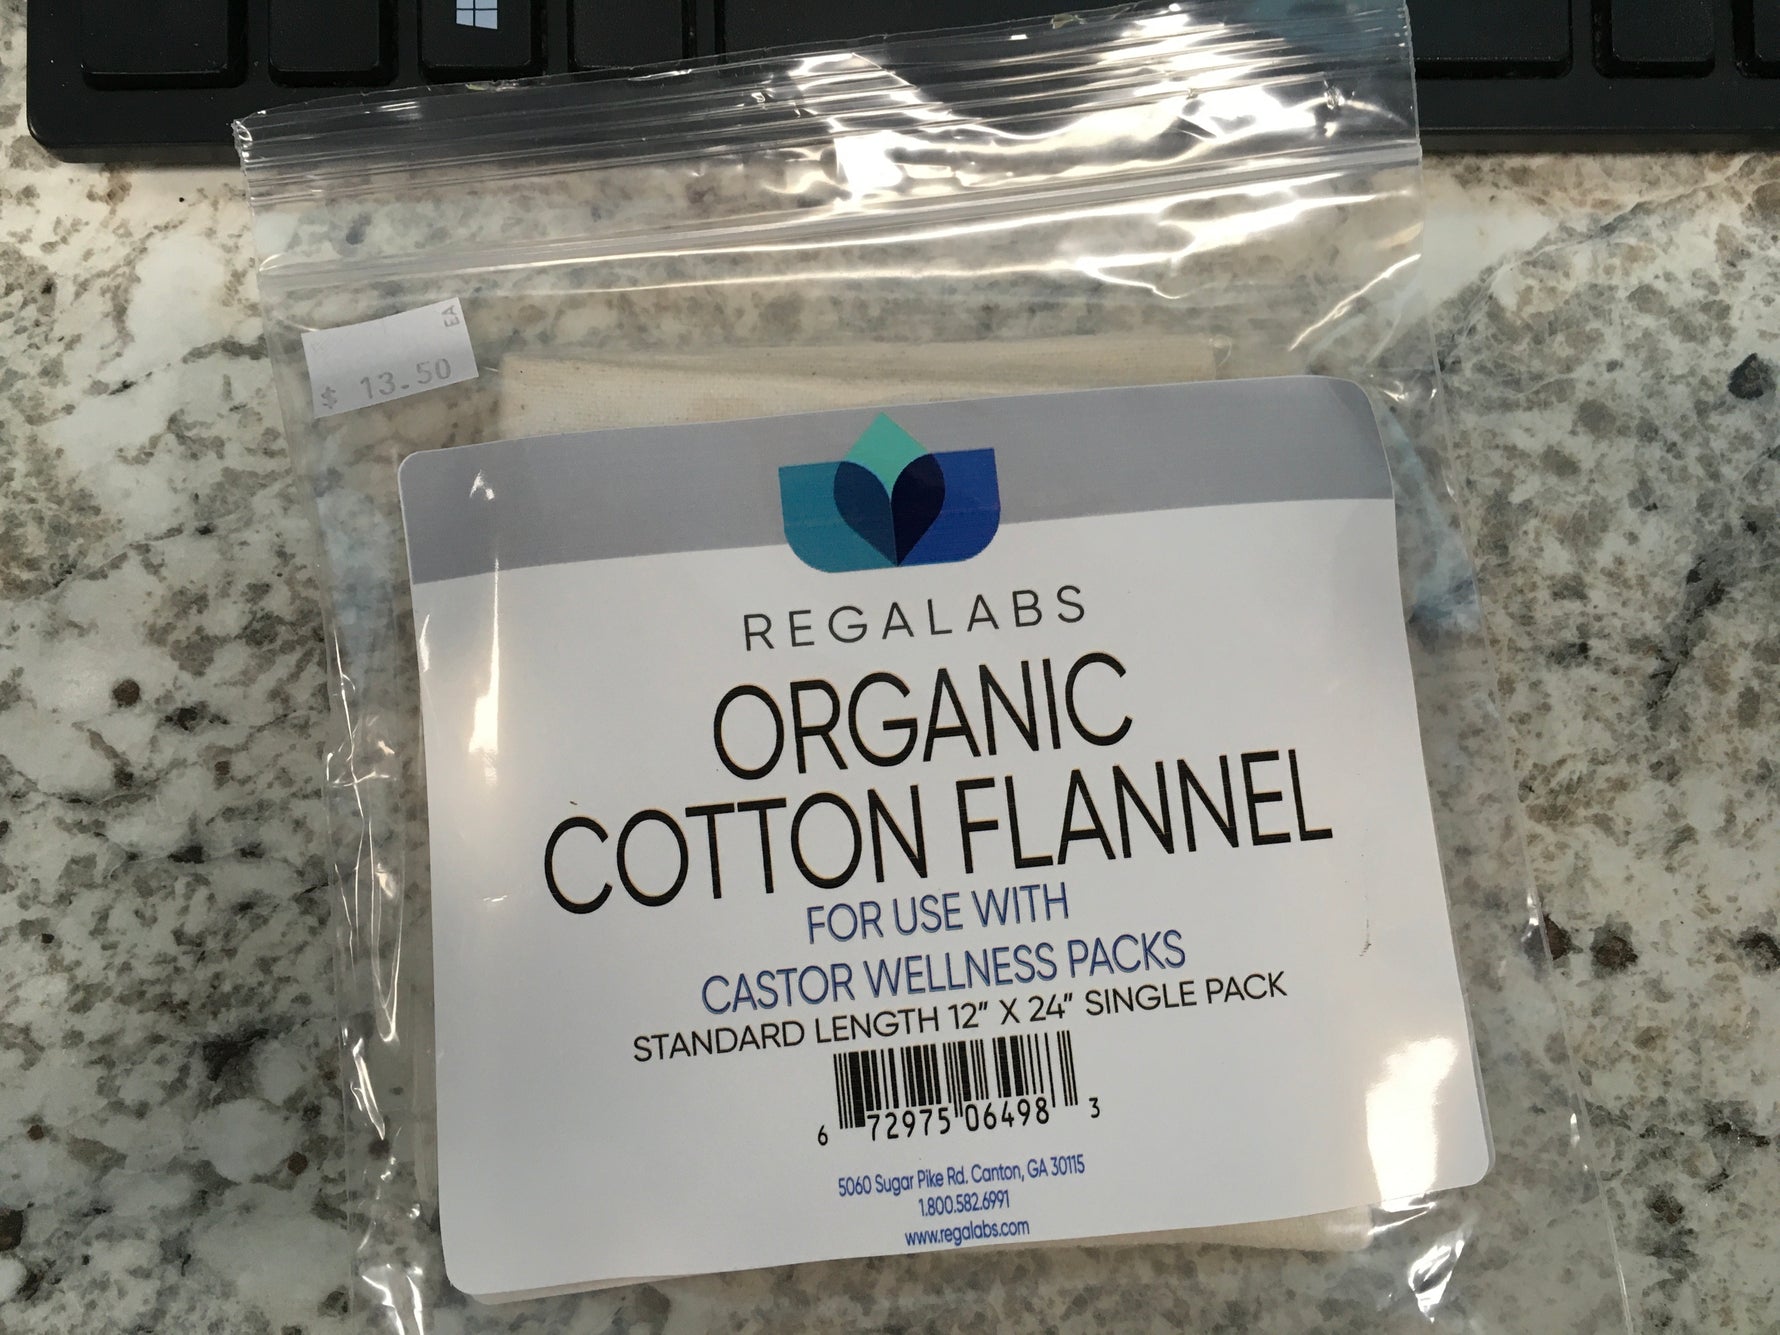 EA
$ 13.50
REGALABS
ORGANIC
COTTON FLANNEL
FOR USE WITH
CASTOR WELLNESS PACKS
STANDARD LENGTH 12" X 24" SINGLE PACK
6 72975 06498 3
5060 Sugar Pike Rd. Canton, GA 30115
1.800.582.6991
www.regalabs.com